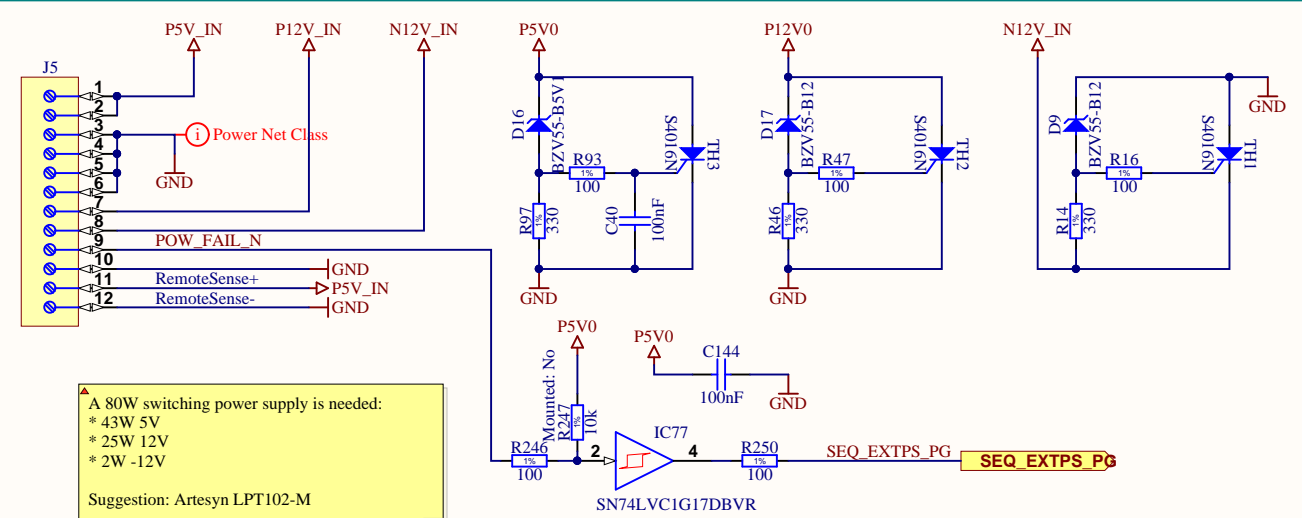 P5V_IN
P12V_IN
N12V_IN
P5V0
P12V0
N12V_IN
J5
1
2
3
4
5
6
7
8
9
10
11
12
i Power Net Class
GND
POW_FAIL_N
GND
RemoteSense+
P5V_IN
RemoteSense-
GND
D16
BZV55-B5V1
R93
1%
100
S4016N
TH3
R97
1%
330
C40
100nF
GND
D17
BZV55-B12
R47
1%
100
S4016N
TH2
R46
1%
330
GND
D9
BZV55-B12
R16
1%
100
S4016N
TH1
R14
1%
330
GND
P5V0
Mounted: No
R247
1%
10k
P5V0
C144
100nF
GND
R246
1%
100
2
IC77
4
SN74LVC1G17DBVR
R250
1%
100
SEQ_EXTPS_PG
SEQ_EXTPS_PG
A 80W switching power supply is needed:
* 43W 5V
* 25W 12V
* 2W -12V
Suggestion: Artesyn LPT102-M